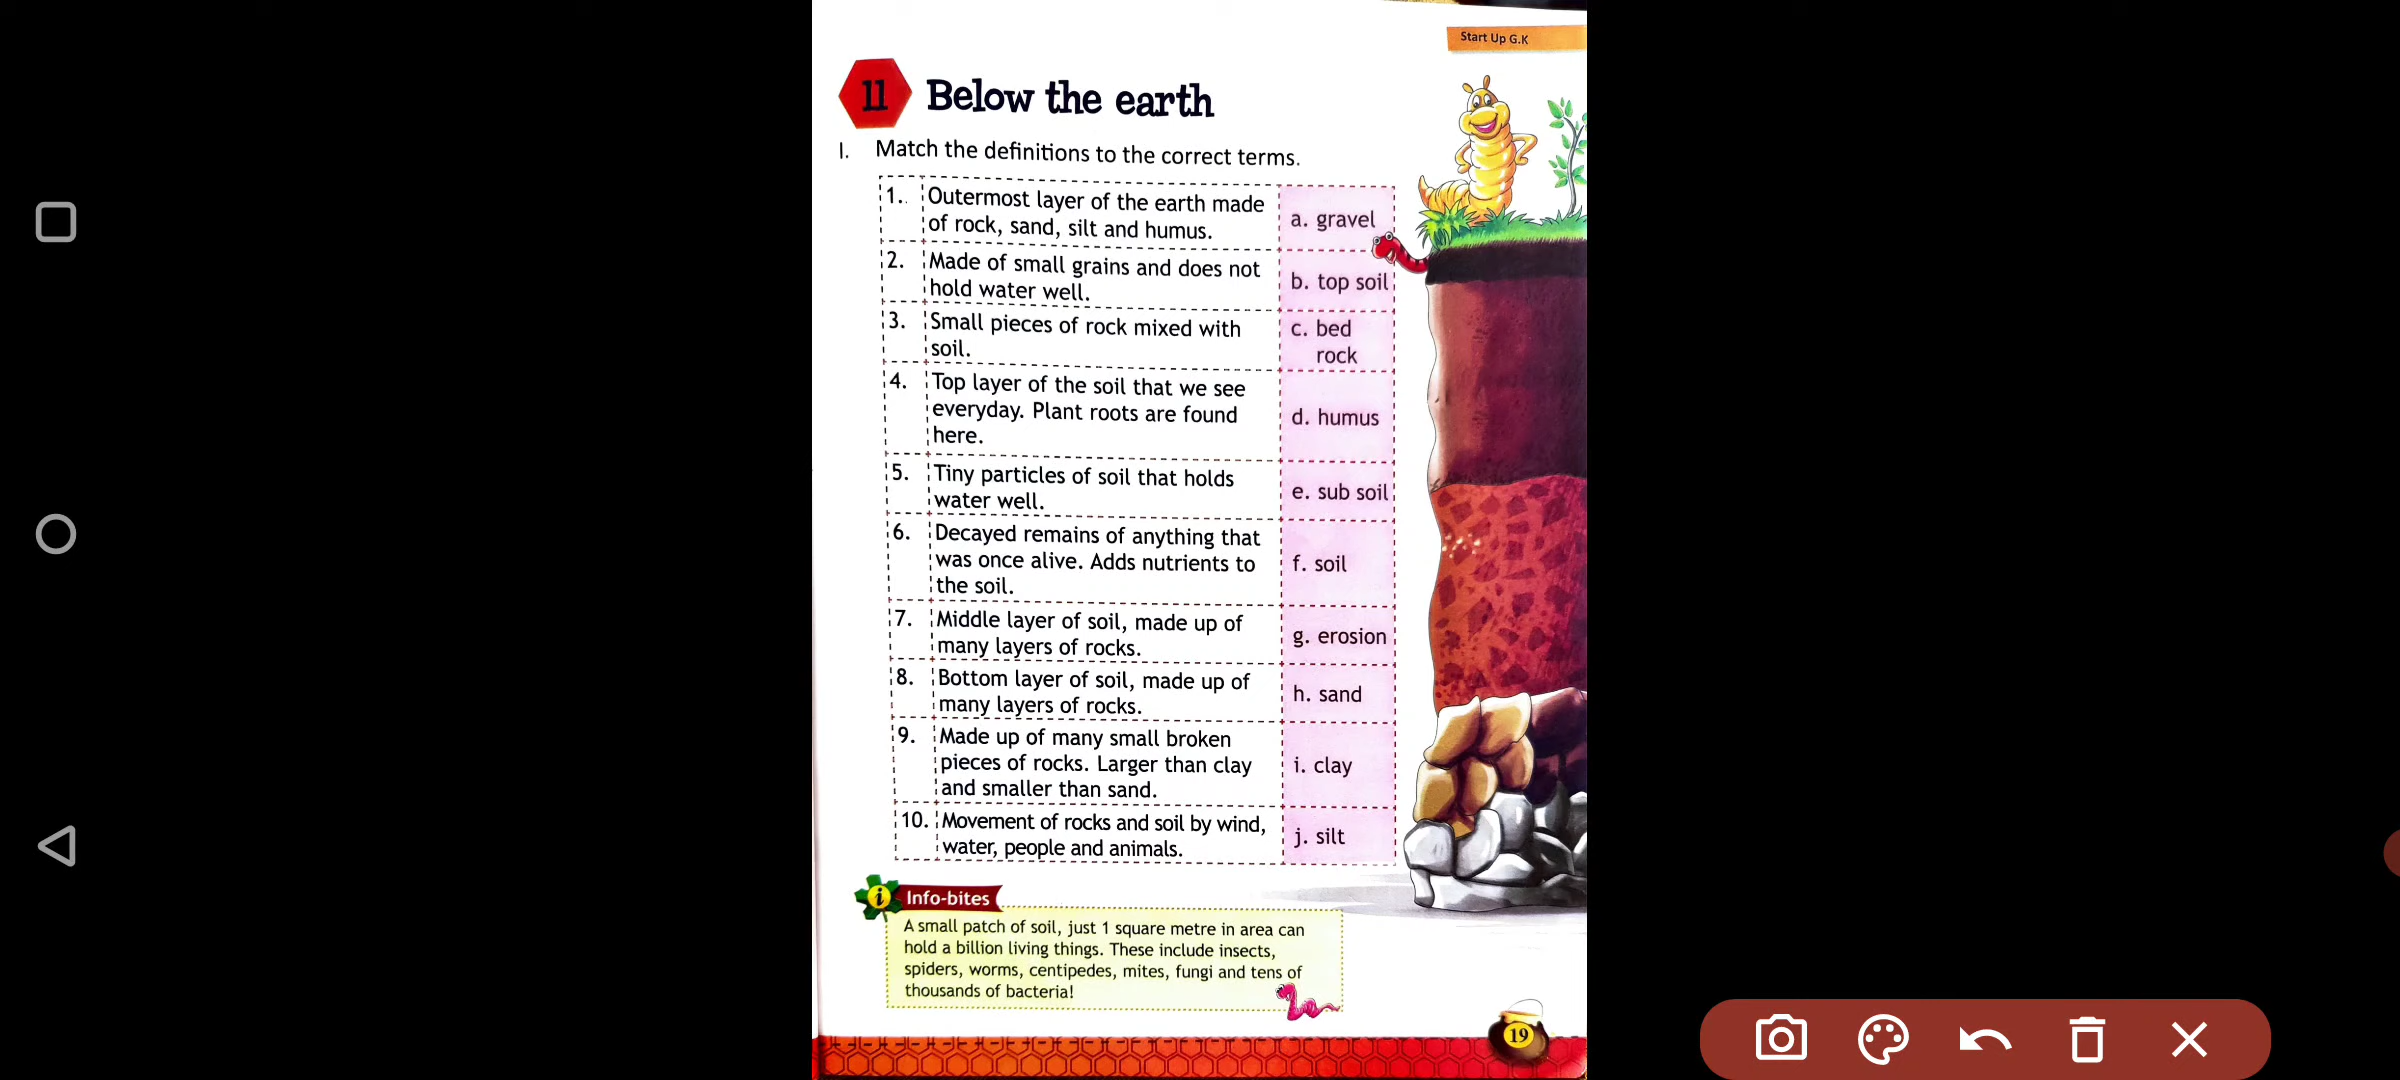 Start Up G.K
11 Below the earth
I. Match the definitions to the correct terms.
1. Outermost layer of the earth made
of rock, sand, silt and humus.
a. gravel
2. Made of small grains and does not
hold water well.
b. top soil
3. Small pieces of rock mixed with
soil.
c. bed
rock
4. Top layer of the soil that we see
everyday. Plant roots are found
here.
d. humus
5. Tiny particles of soil that holds
water well.
e. sub soil
6. Decayed remains of anything that
was once alive. Adds nutrients to
the soil.
f. soil
7. Middle layer of soil, made up of
many layers of rocks.
g. erosion
8. Bottom layer of soil, made up of
many layers of rocks.
h. sand
9. Made up of many small broken
pieces of rocks. Larger than clay
and smaller than sand.
i. clay
10. Movement of rocks and soil by wind,
water, people and animals.
j. silt
i Info-bites
A small patch of soil, just 1 square metre in area can
hold a billion living things. These include insects,
spiders, worms, centipedes, mites, fungi and tens of
thousands of bacteria!
19